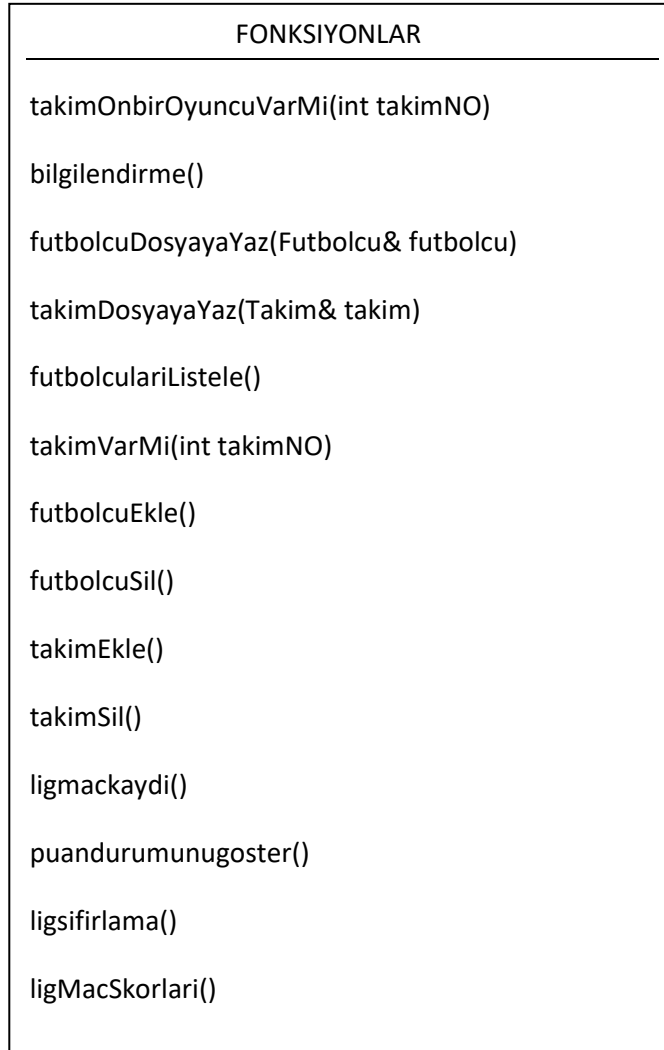 FONKSIYONLAR
takimOnbirOyuncuVarMi(int takimNO)
bilgilendirme()
futbolcuDosyayaYaz(Futbolcu& futbolcu)
takimDosyayaYaz(Takim& takim)
futbolculariListele()
takimVarMi(int takimNO)
futbolcuEkle()
futbolcuSil()
takimEkle()
takimSil()
ligmackaydi()
puandurumunugoster()
ligsifirlama()
ligMacSkorlari()